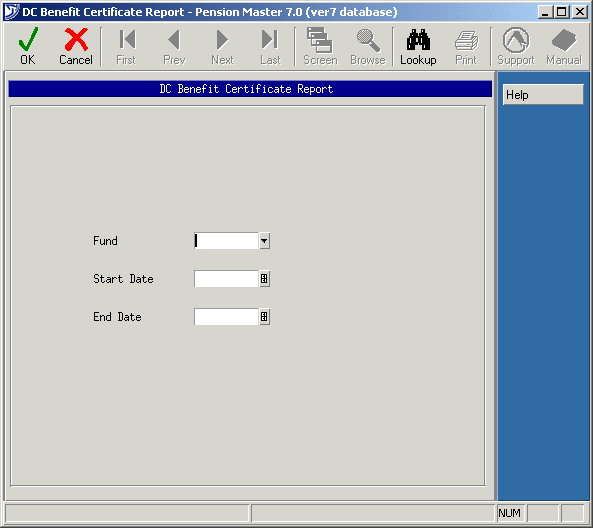 DC Benefit Certificate Report - Pension Master 7.0 (ver7 database)
OK Cancel First Prev Next Last Screen Browse Lookup Print Support Manual
DC Benefit Certificate Report
Help
Fund
Start Date
End Date
NUM